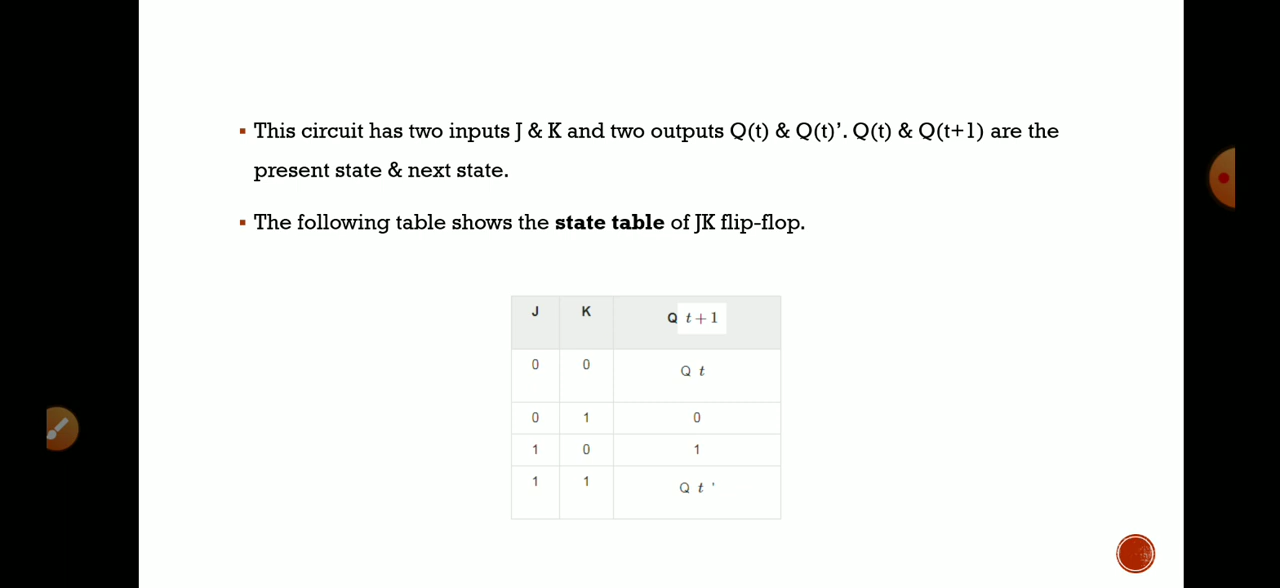 ▪ This circuit has two inputs J & K and two outputs Q(t) & Q(t)’. Q(t) & Q(t+1) are the
present state & next state.
▪ The following table shows the state table of JK flip-flop.
J K Q t + 1
0 0 Q t
0 1 0
1 0 1
1 1 Q t '